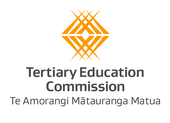 Tertiary Education
Commission
Te Amorangi Mātauranga Matua